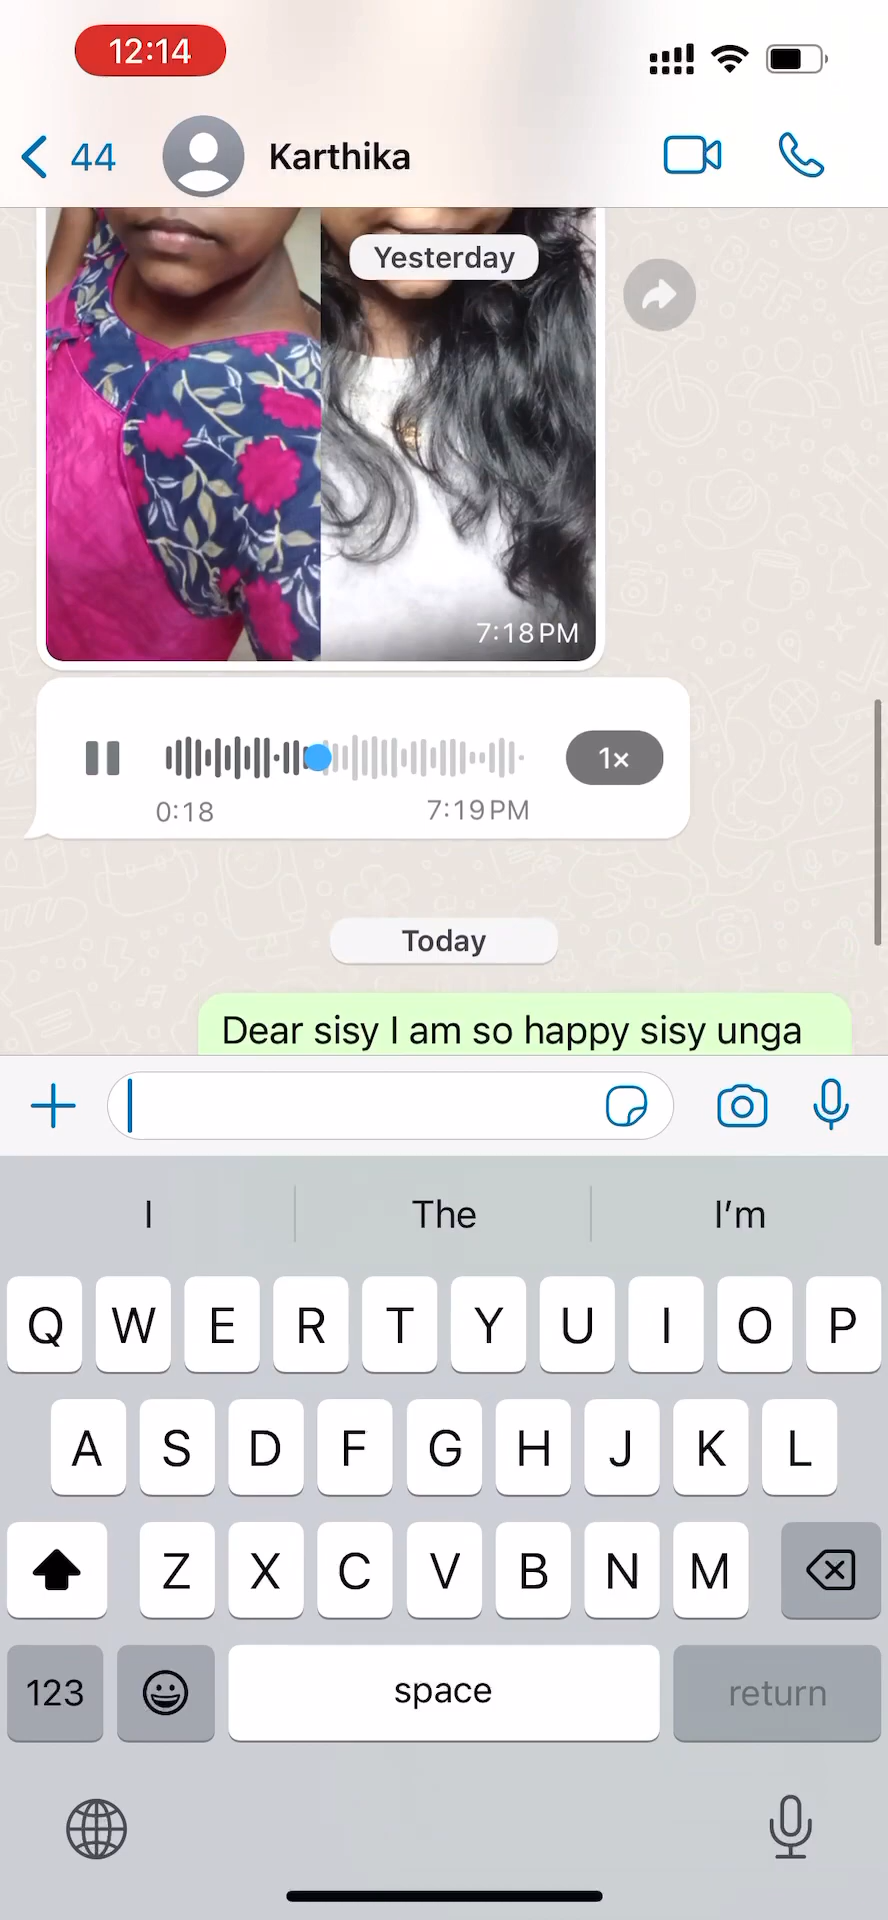 12:14
44 Karthika
Yesterday
7:18 PM
1×
0:18 7:19 PM
Today
Dear sisy I am so happy sisy unga
I The I'm
Q W E R T Y U I O P
A S D F G H J K L
Z X C V B N M
123 space return